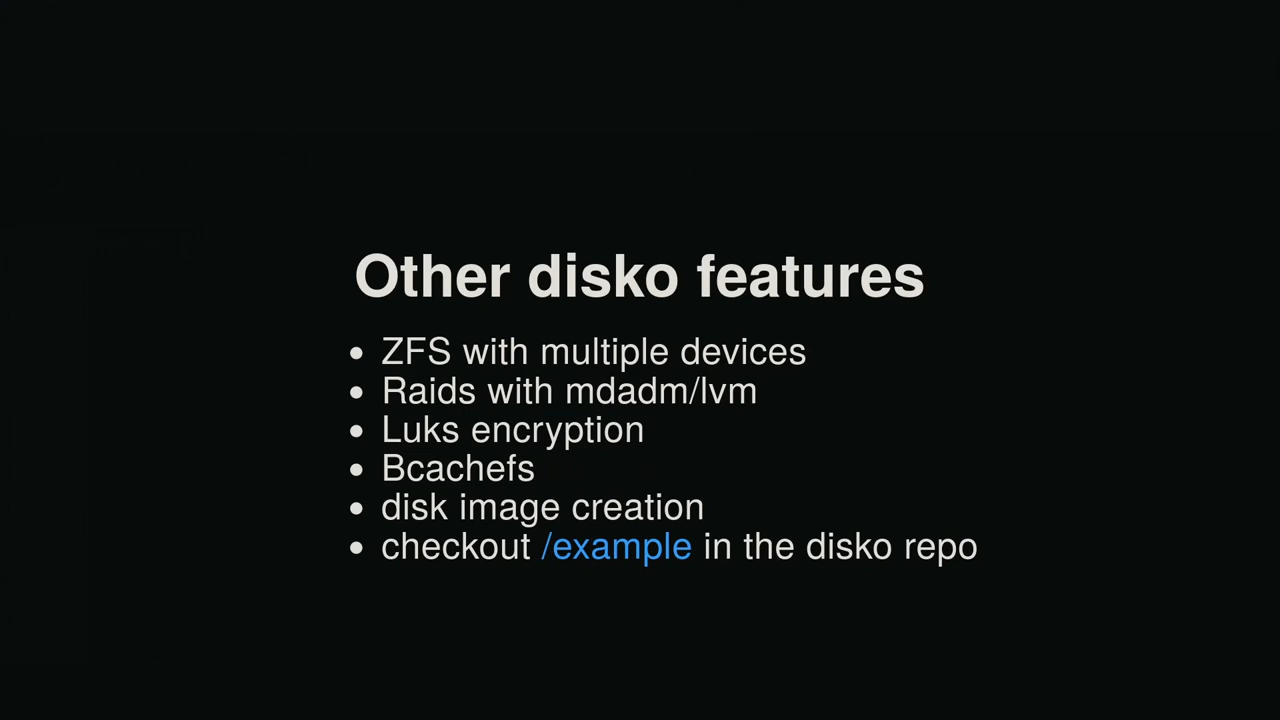 Other disko features
ZFS with multiple devices
Raids with mdadm/lvm
Luks encryption
Bcachefs
disk image creation
checkout /example in the disko repo